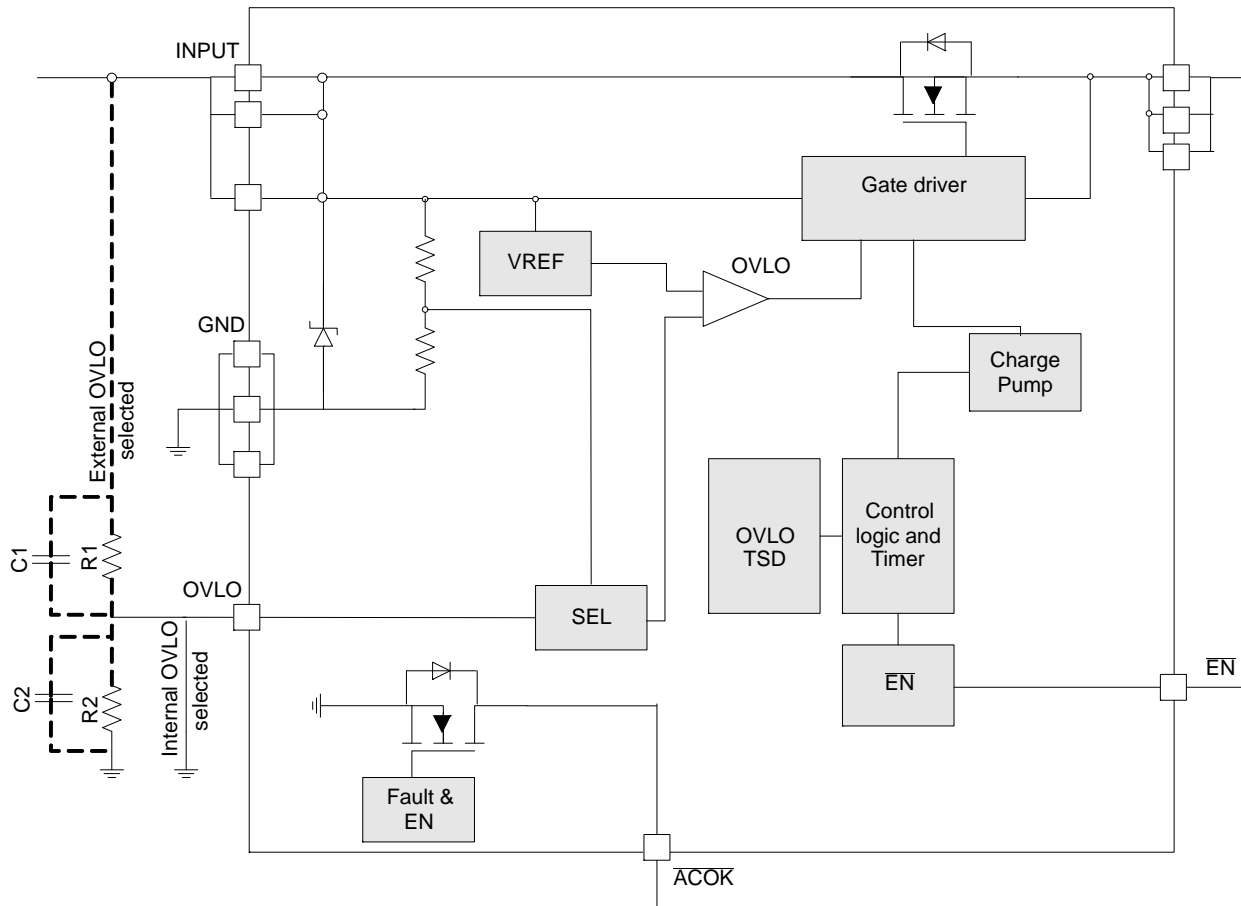 INPUT
Gate driver
VREF
OVLO
GND
Charge
Pump
External OVLO
selected
Control
logic and
Timer
OVLO
TSD
C1
R1
OVLO
SEL
C2
R2
Internal OVLO
selected
EN
EN
Fault &
EN
ACOK